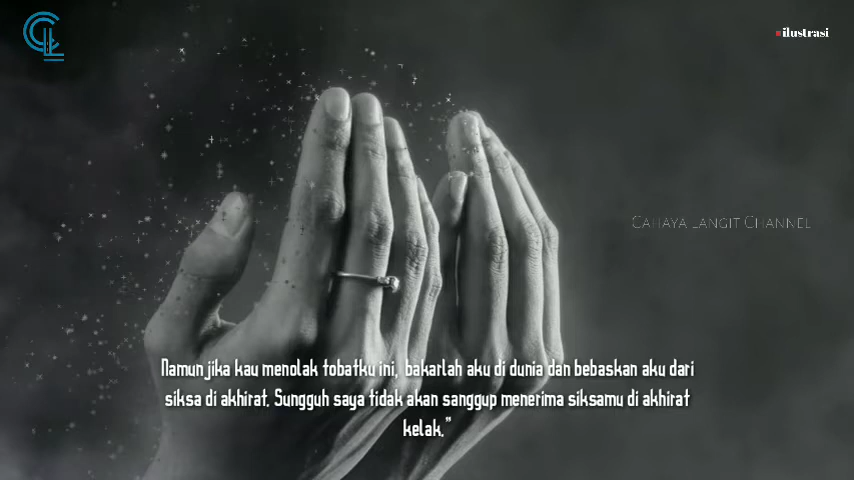 CL
ilustrasi
Cahaya Langit Channel
Namun jika kau menolak tobatku ini, bakarlah aku di dunia dan bebaskan aku dari
siksa di akhirat. Sungguh saya tidak akan sanggup menerima siksamu di akhirat
kelak."